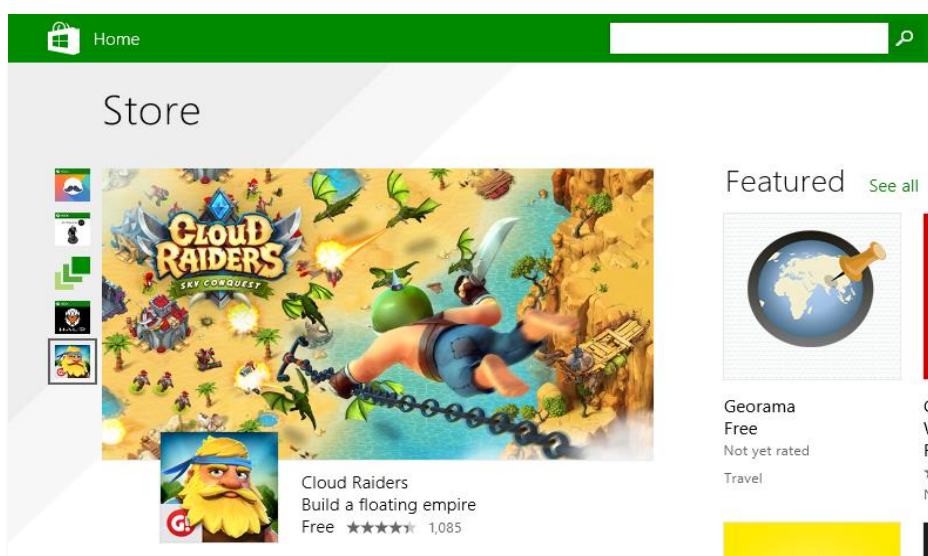 Home
Store
CLOUD
RAIDERS
SKY CONQUEST
Featured See all
Georama
Free
Not yet rated
Travel
Cloud Raiders
Build a floating empire
Free 1,085
G!